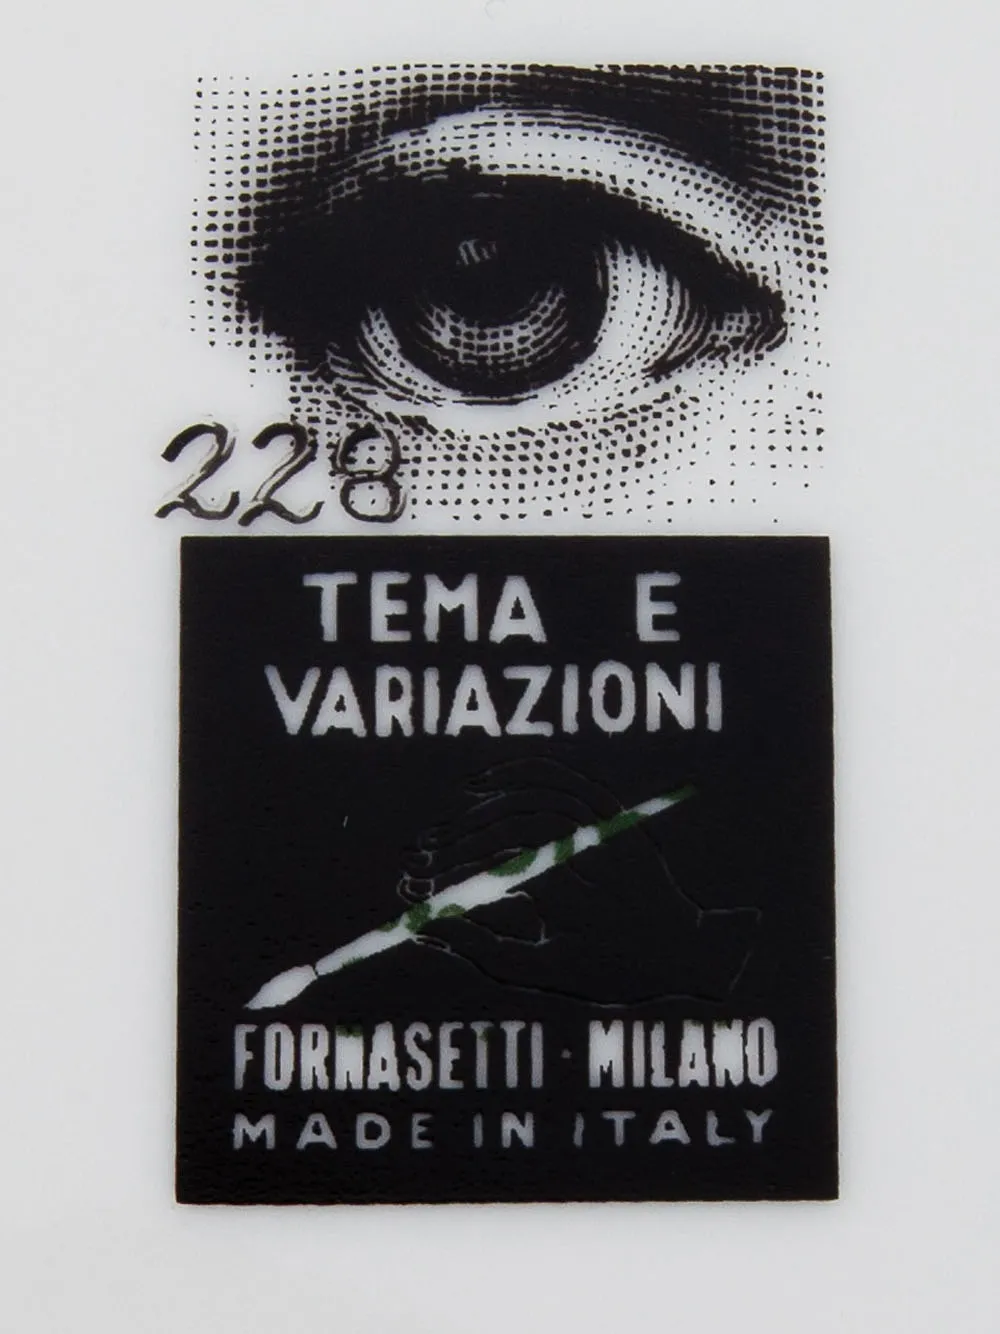 228
TEMA E
VARIAZIONI
FORNASETTI · MILANO
MADE IN ITALY